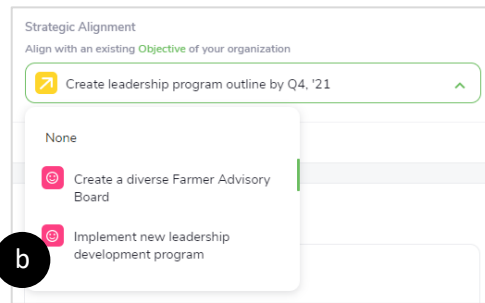 Strategic Alignment
Align with an existing Objective of your organization
Create leadership program outline by Q4, '21
None
Create a diverse Farmer Advisory
Board
Implement new leadership
development program
b